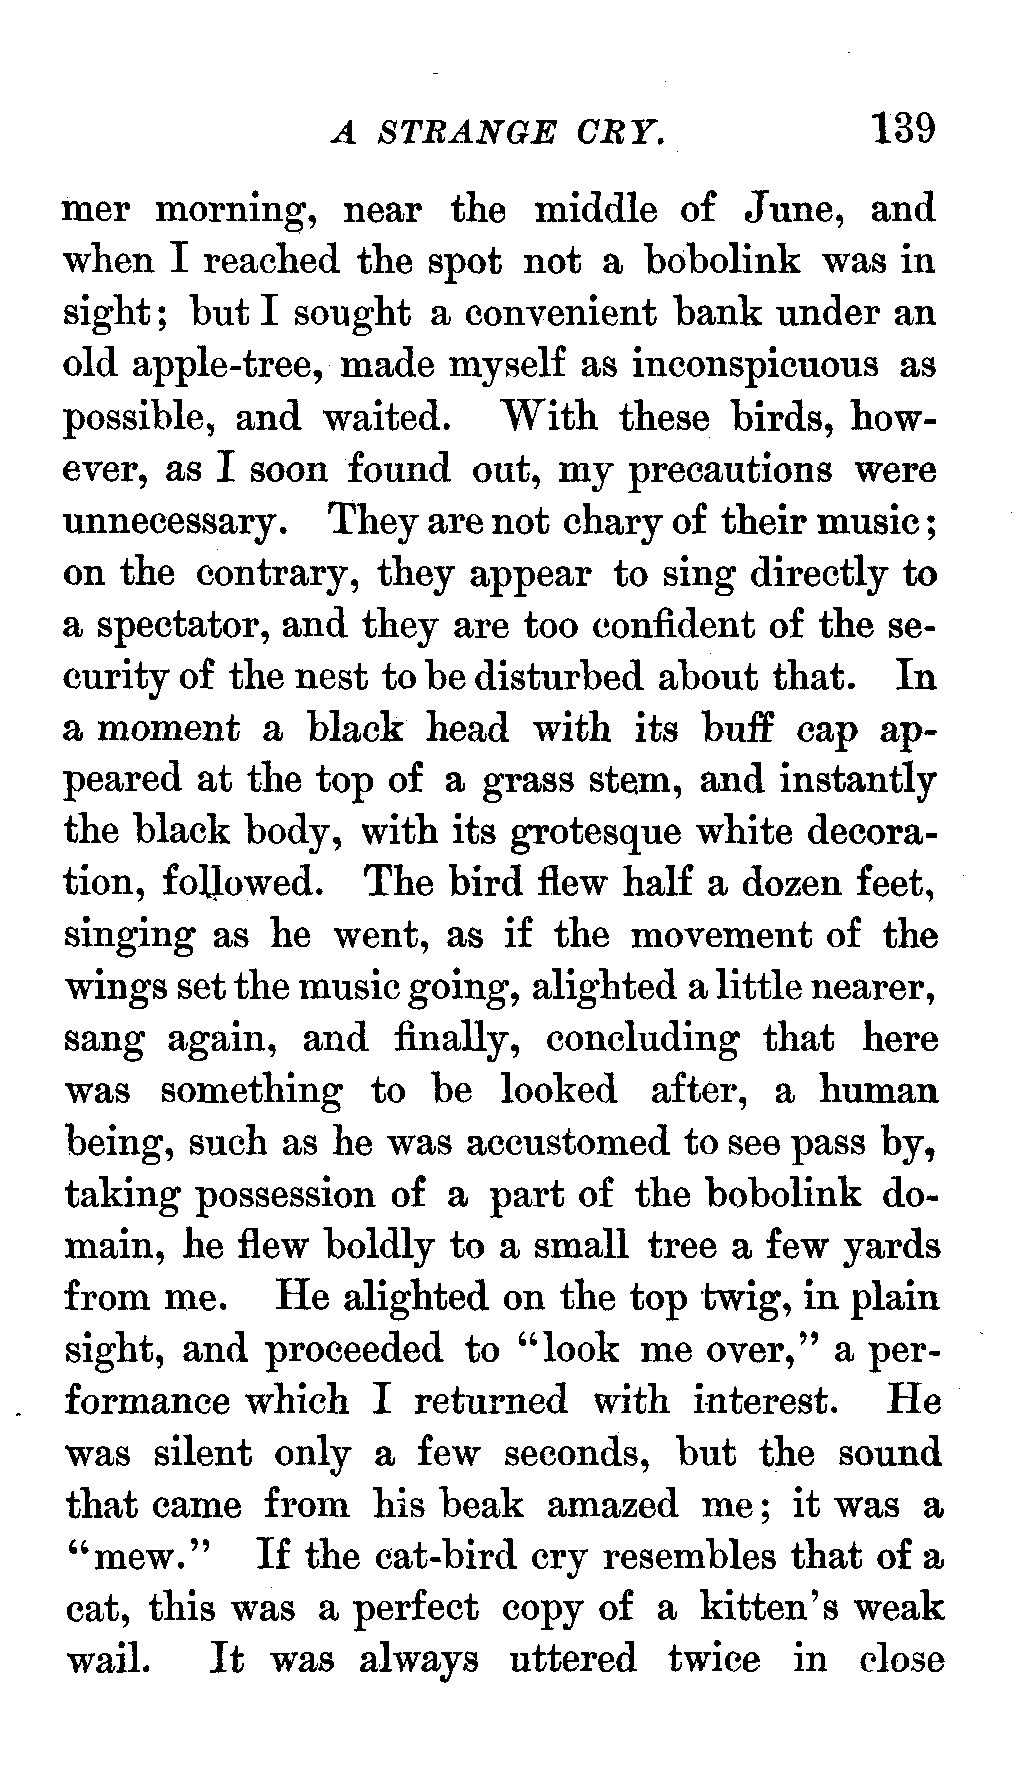 A STRANGE CRY. 139
mer morning, near the middle of June, and
when I reached the spot not a bobolink was in
sight; but I sought a convenient bank under an
old apple-tree, made myself as inconspicuous as
possible, and waited. With these birds, how-
ever, as I soon found out, my precautions were
unnecessary. They are not chary of their music;
on the contrary, they appear to sing directly to
a spectator, and they are too confident of the se-
curity of the nest to be disturbed about that. In
a moment a black head with its buff cap ap-
peared at the top of a grass stem, and instantly
the black body, with its grotesque white decora-
tion, followed. The bird flew half a dozen feet,
singing as he went, as if the movement of the
wings set the music going, alighted a little nearer,
sang again, and finally, concluding that here
was something to be looked after, a human
being, such as he was accustomed to see pass by,
taking possession of a part of the bobolink do-
main, he flew boldly to a small tree a few yards
from me. He alighted on the top twig, in plain
sight, and proceeded to "look me over," a per-
formance which I returned with interest. He
was silent only a few seconds, but the sound
that came from his beak amazed me; it was a
"mew." If the cat-bird cry resembles that of a
cat, this was a perfect copy of a kitten's weak
wail. It was always uttered twice in close